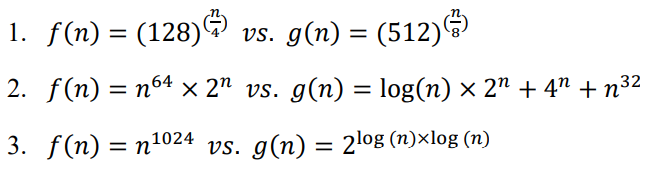 1. f(n) = (128)^(n/4) vs. g(n) = (512)^(n/8)
2. f(n) = n^64 × 2^n vs. g(n) = log(n) × 2^n + 4^n + n^32
3. f(n) = n^1024 vs. g(n) = 2^(log (n)×log (n))